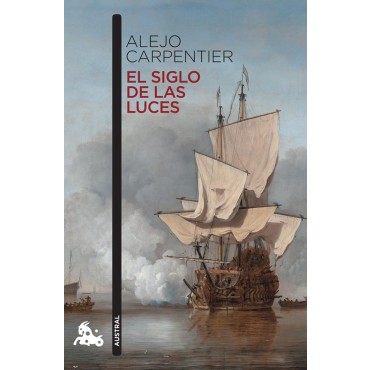 ALEJO
CARPENTIER
EL SIGLO
DE LAS
LUCES
AUSTRAL